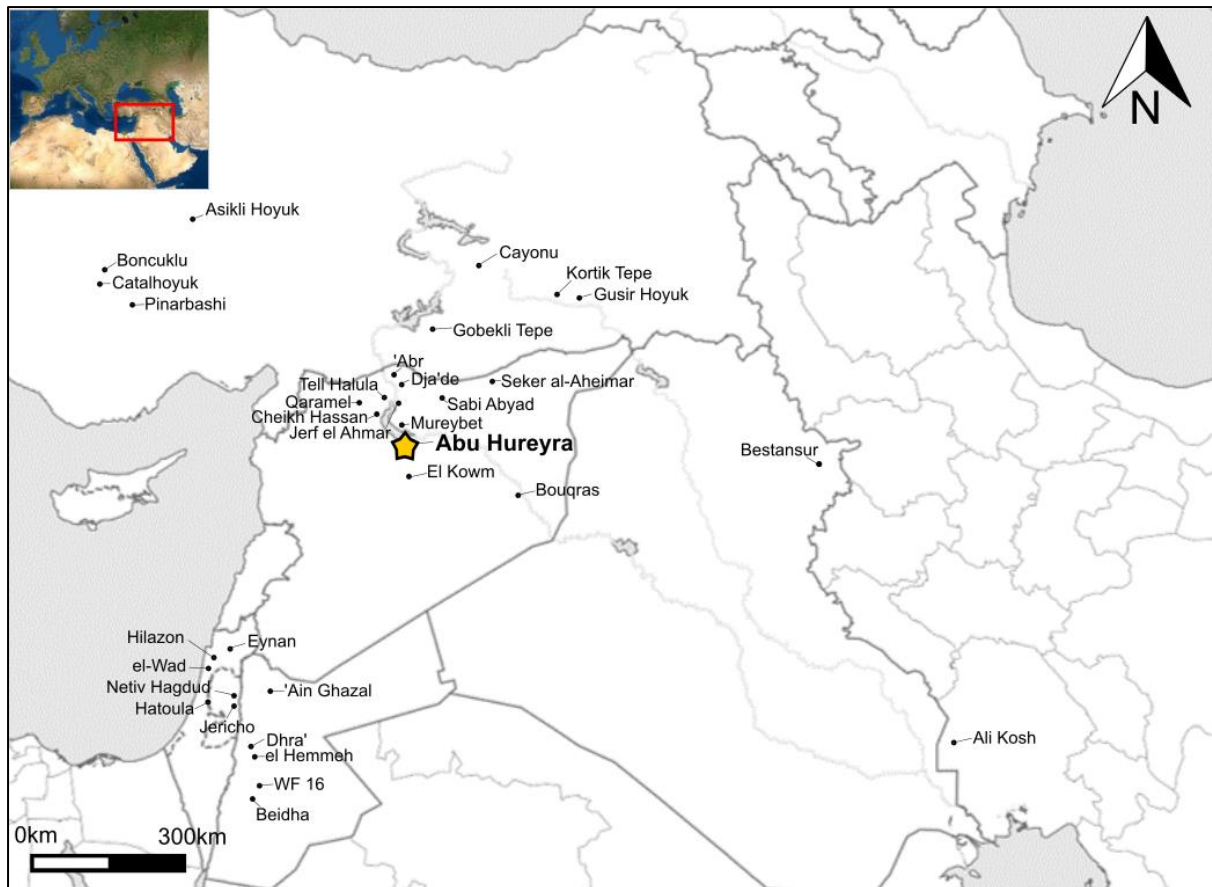 N
Asikli Hoyuk
Boncuklu
Catalhoyuk
Pinarbashi
Cayonu
Kortik Tepe
Gusir Hoyuk
Gobekli Tepe
'Abr
Tell Halula
Dja'de
Seker al-Aheimar
Qaramel
Sabi Abyad
Cheikh Hassan
Mureybet
Jerf el Ahmar
Abu Hureyra
El Kowm
Bouqras
Bestansur
Hilazon
Eynan
el-Wad
Netiv Hagdud
'Ain Ghazal
Hatoula
Jericho
Dhra'
el Hemmeh
Ali Kosh
WF 16
Beidha
0km
300km